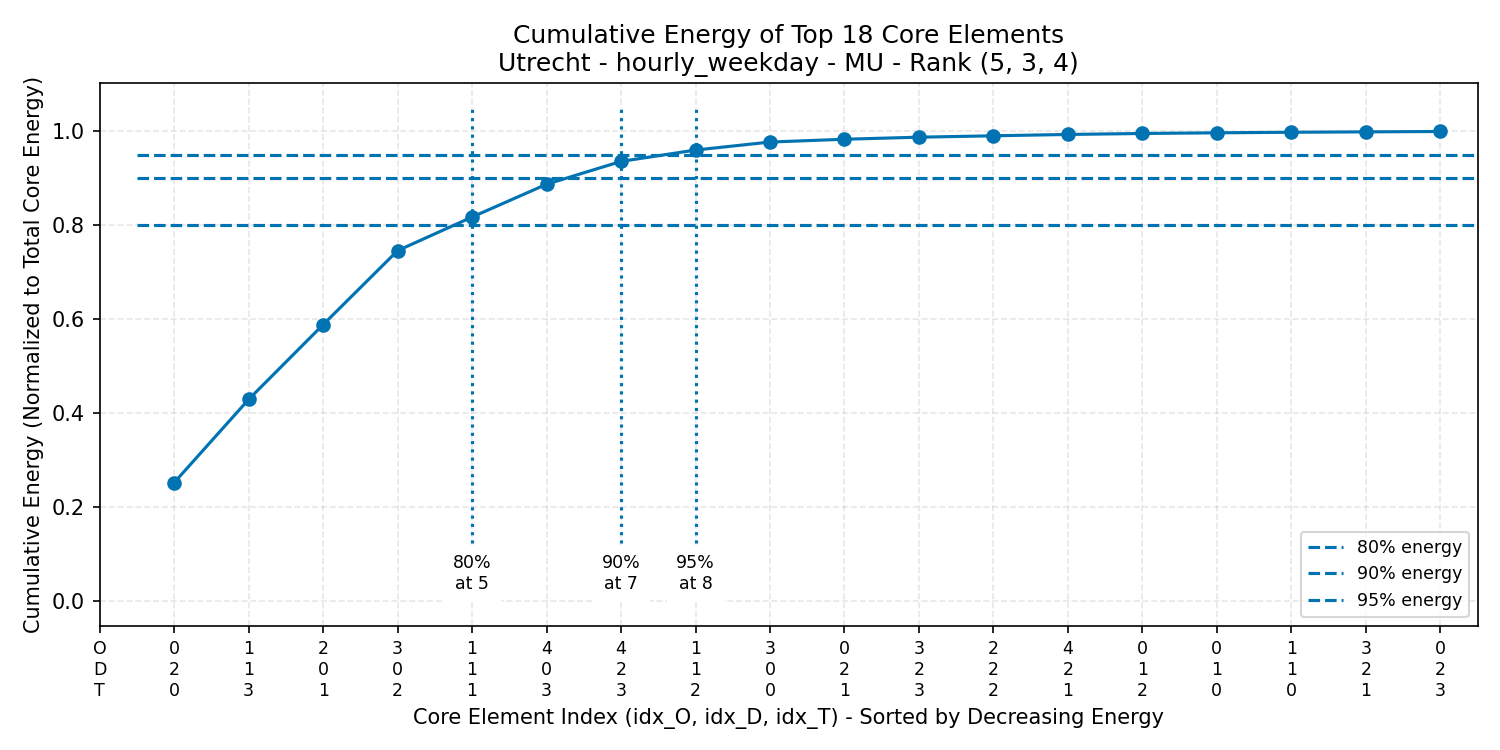 Cumulative Energy of Top 18 Core Elements
Utrecht - hourly_weekday - MU - Rank (5, 3, 4)
Cumulative Energy (Normalized to Total Core Energy)
1.0
0.8
0.6
0.4
0.2
0.0
80%
at 5
90%
at 7
95%
at 8
80% energy
90% energy
95% energy
O 0 1 2 3 1 4 4 1 3 0 3 2 4 0 0 1 3 0
D 2 1 0 0 1 0 2 1 0 2 2 2 2 1 1 1 2 2
T 0 3 1 2 1 3 3 2 0 1 3 2 1 2 0 0 1 3
Core Element Index (idx_O, idx_D, idx_T) - Sorted by Decreasing Energy